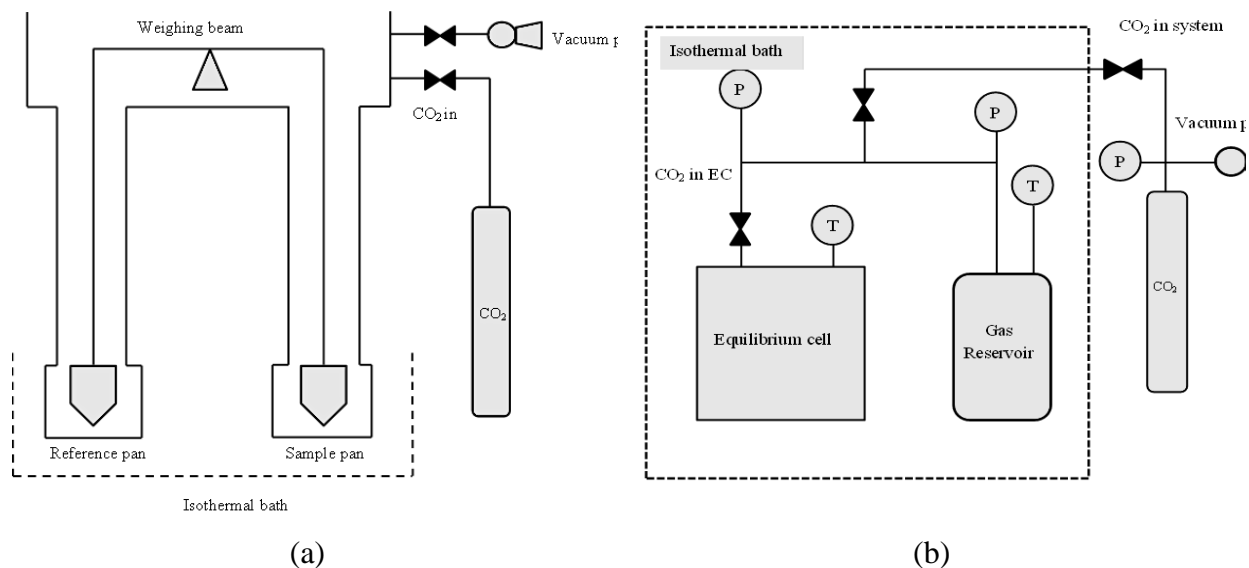 Weighing beam
Vacuum p
CO2 in
CO2
Reference pan
Sample pan
Isothermal bath
(a)
CO2 in system
Isothermal bath
P
P
Vacuum p
P
CO2 in EC
T
T
CO2
Equilibrium cell
Gas
Reservoir
(b)